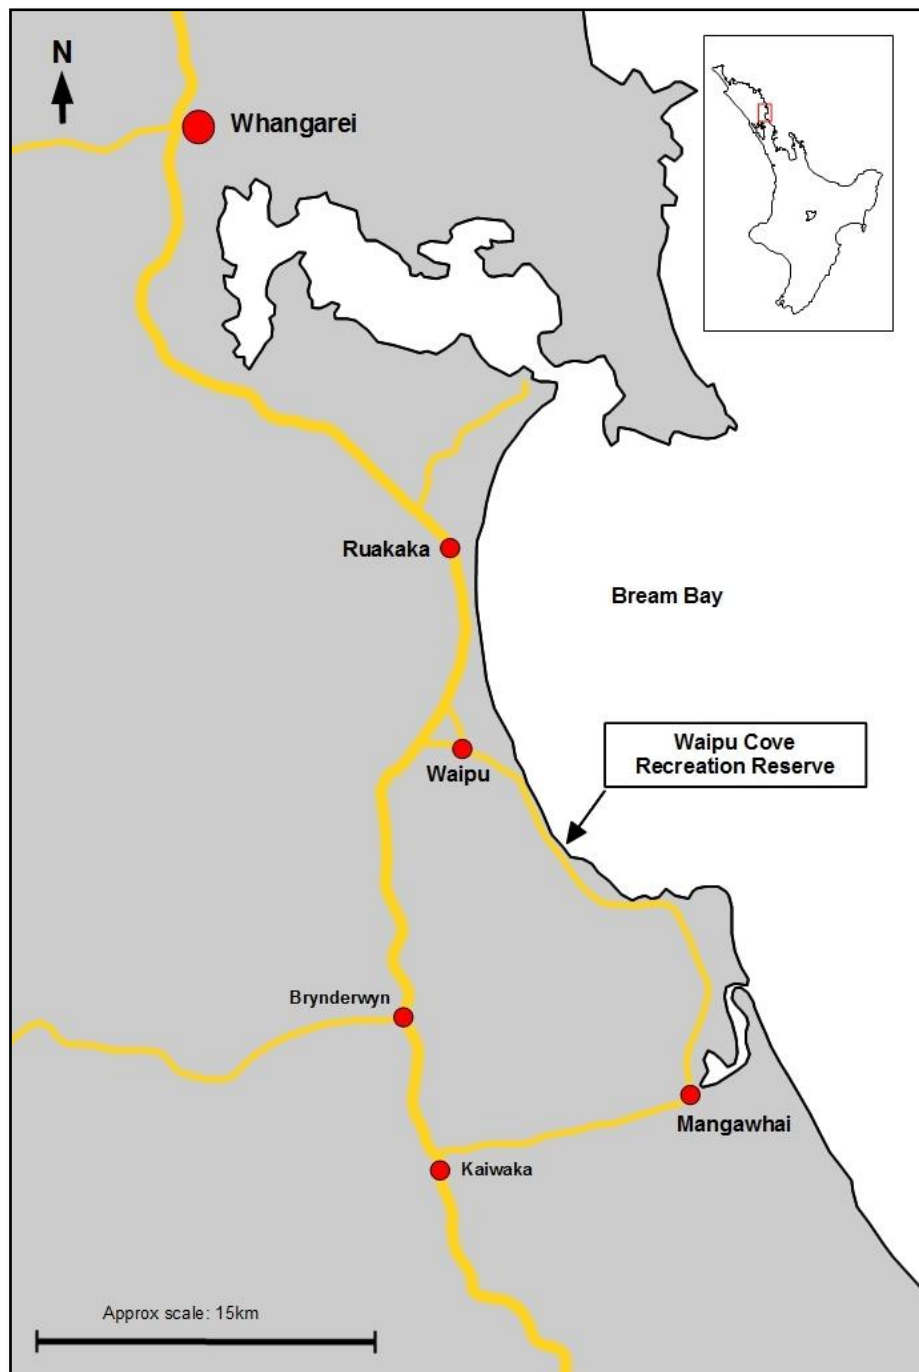 N
Whangarei
Ruakaka
Bream Bay
Waipu Cove
Recreation Reserve
Waipu
Brynderwyn
Mangawhai
Kaiwaka
Approx scale: 15km